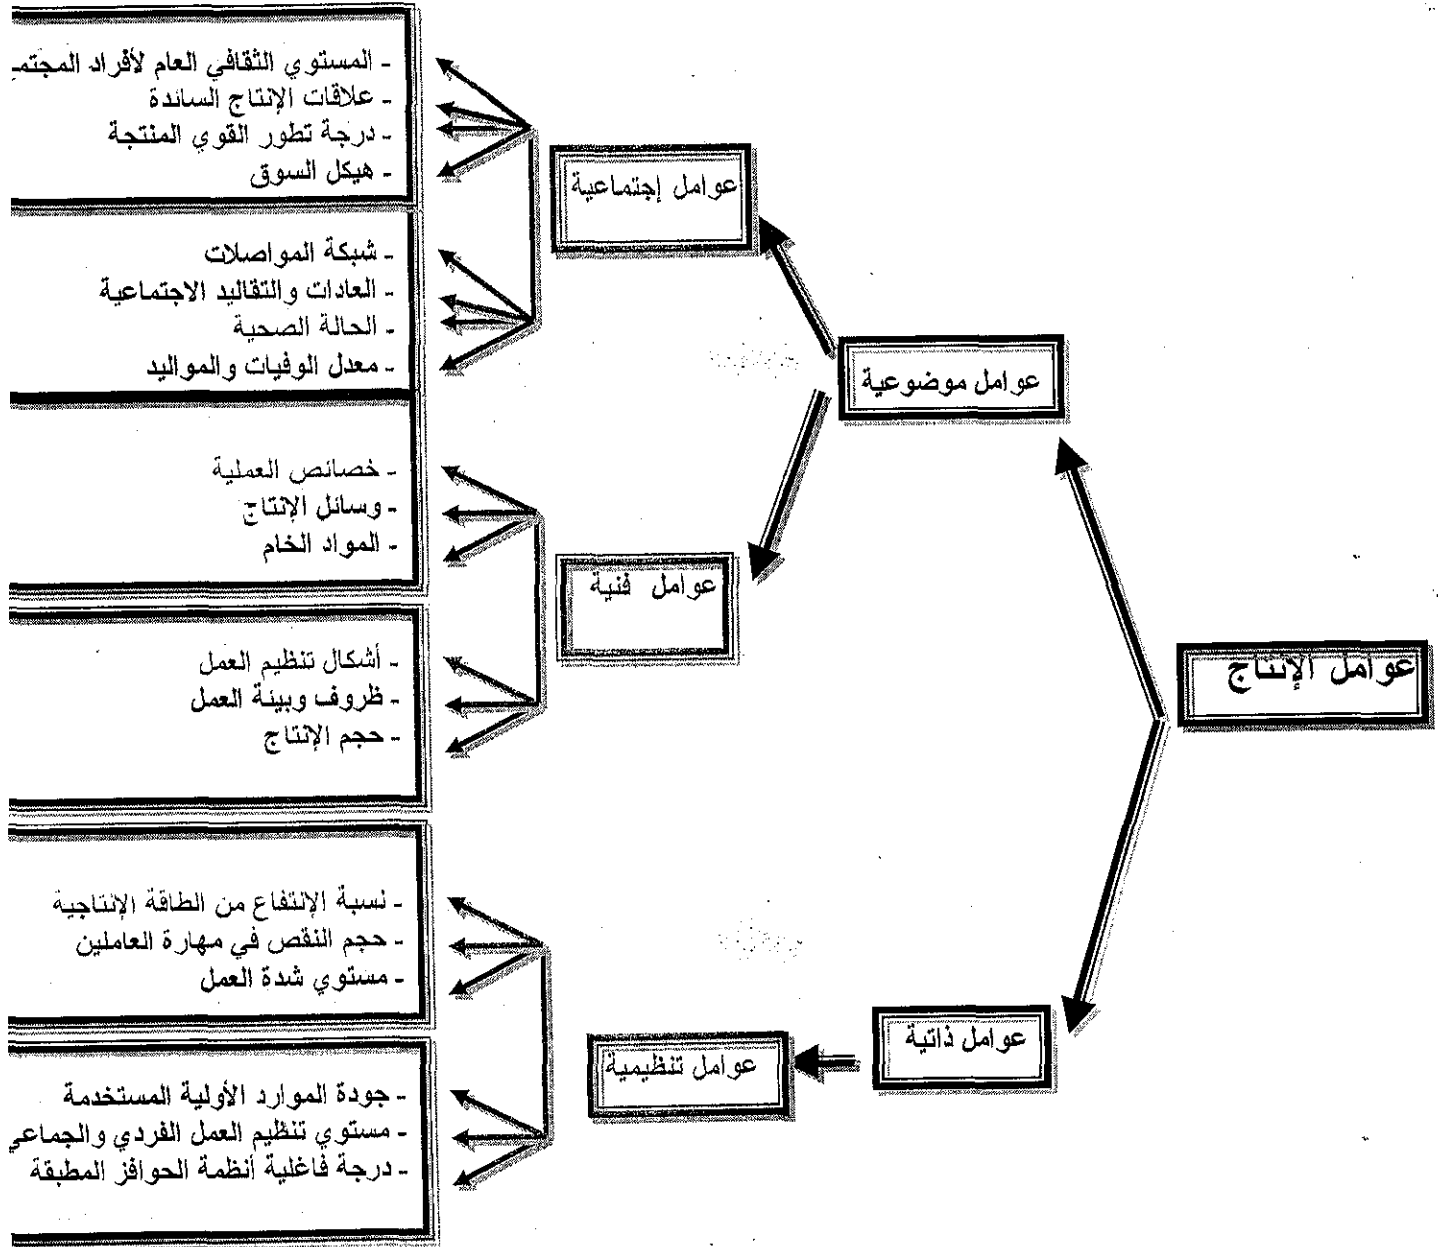 عوامل الإنتاج
عوامل موضوعية
عوامل إجتماعية
- المستوي الثقافي العام لأفراد المجتمـ
- علاقات الإنتاج السائدة
- درجة تطور القوي المنتجة
- هيكل السوق
- شبكة المواصلات
- العادات والتقاليد الاجتماعية
- الحالة الصحية
- معدل الوفيات والمواليد
عوامل فنية
- خصائص العملية
- وسائل الإنتاج
- المواد الخام
- أشكال تنظيم العمل
- ظروف وبيئة العمل
- حجم الإنتاج
عوامل ذاتية
عوامل تنظيمية
- نسبة الإنتفاع من الطاقة الإنتاجية
- حجم النقص في مهارة العاملين
- مستوي شدة العمل
- جودة الموارد الأولية المستخدمة
- مستوي تنظيم العمل الفردي والجماعي
- درجة فاغلية أنظمة الحوافز المطبقة